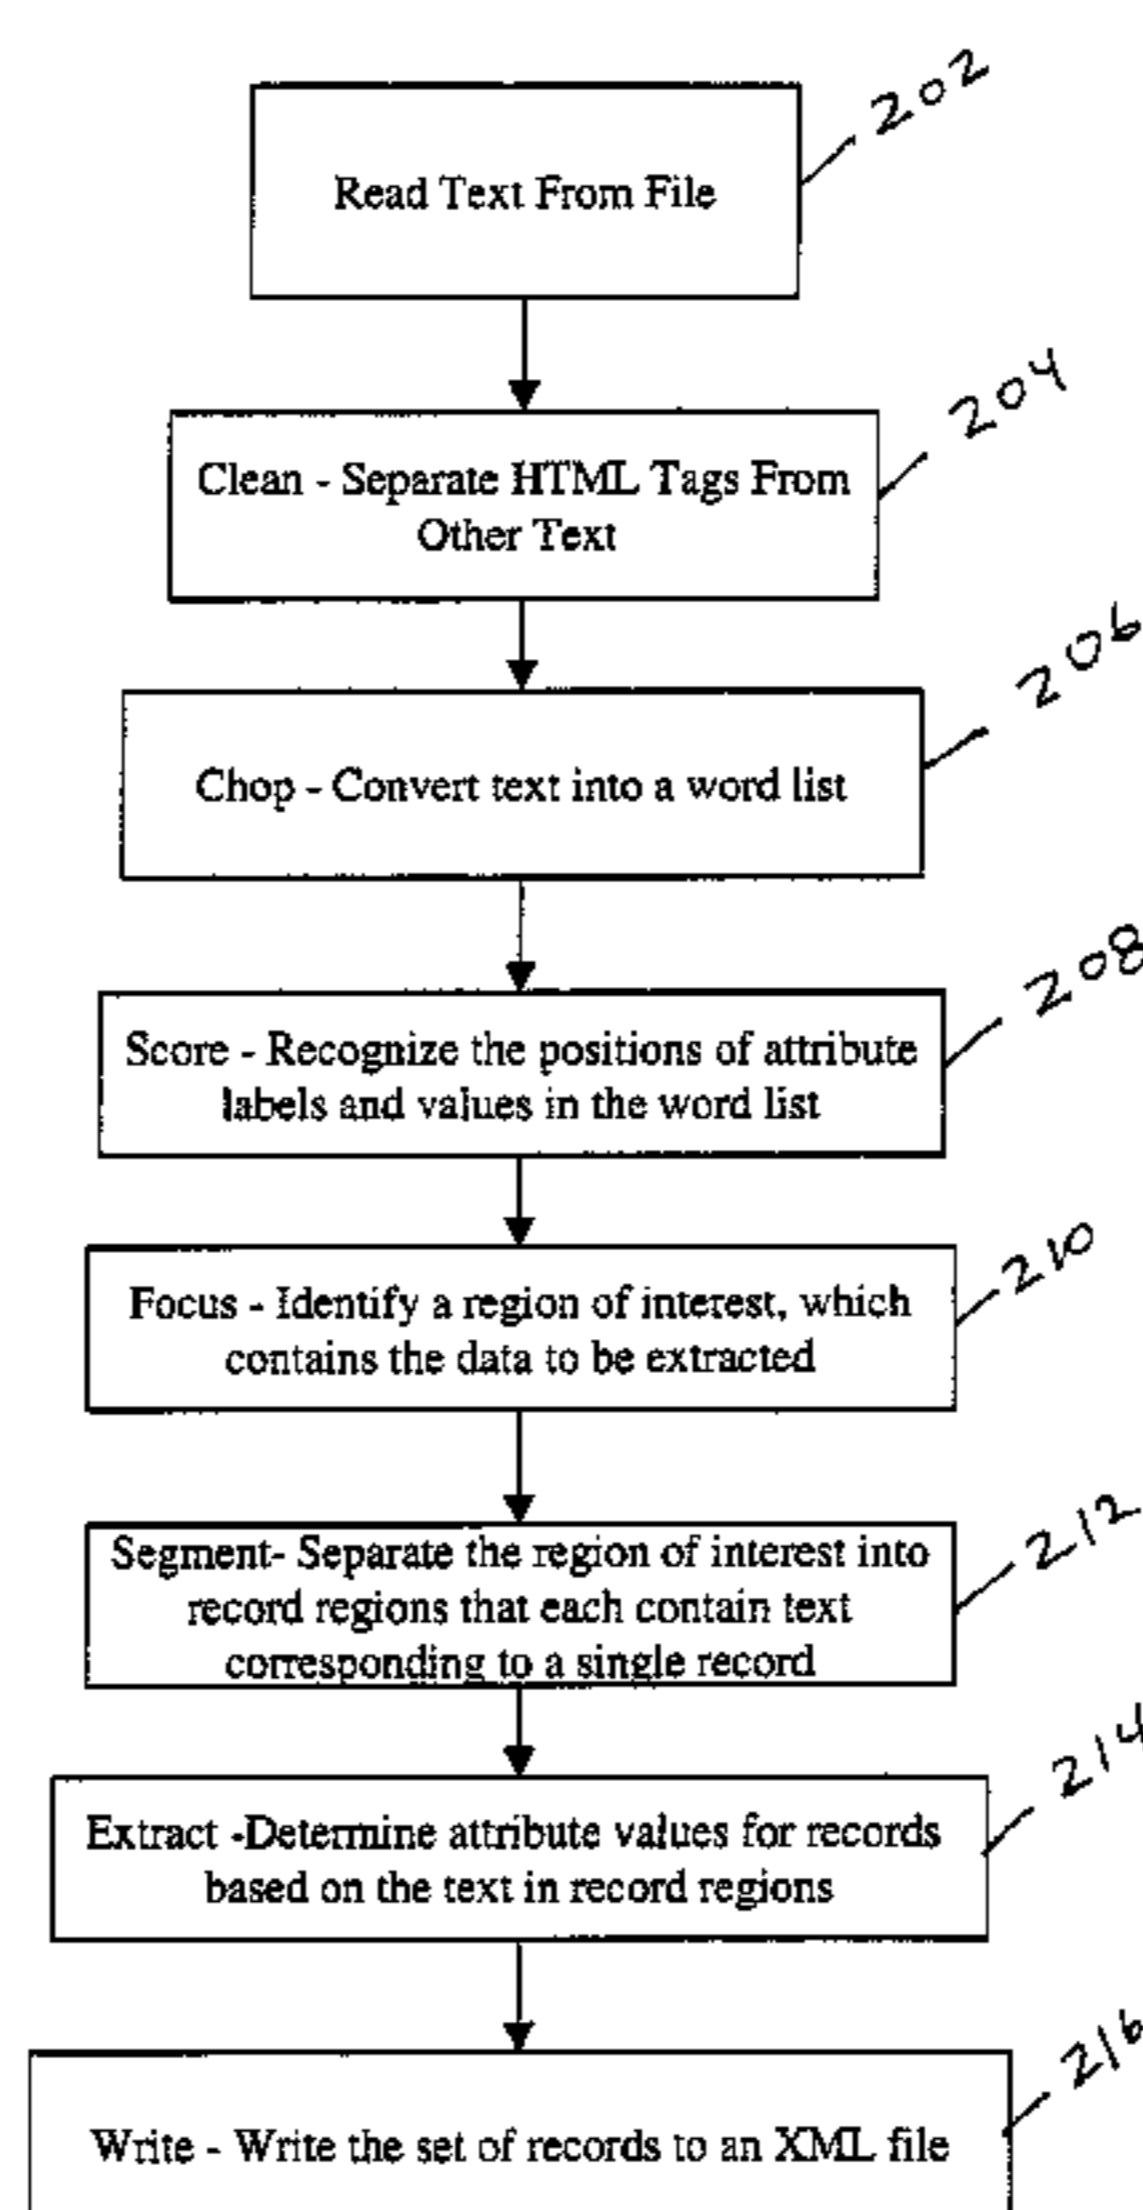 202
Read Text From File
204
Clean - Separate HTML Tags From
Other Text
206
Chop - Convert text into a word list
208
Score - Recognize the positions of attribute
labels and values in the word list
210
Focus - Identify a region of interest, which
contains the data to be extracted
212
Segment- Separate the region of interest into
record regions that each contain text
corresponding to a single record
214
Extract -Determine attribute values for records
based on the text in record regions
216
Write - Write the set of records to an XML file